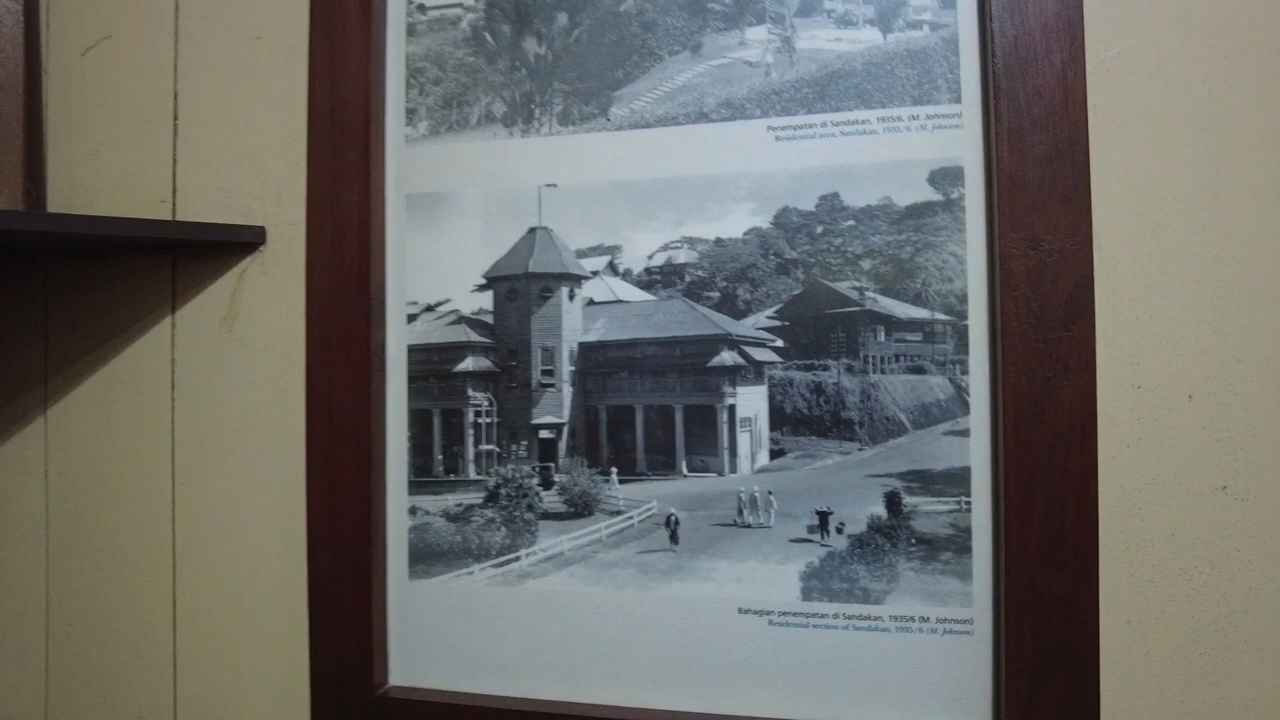 Penempatan di Sandakan, 1935/6. (M. Johnson)
Residential area, Sandakan, 1935/6. (M. Johnson)
Bahagian penempatan di Sandakan, 1935/6 (M. Johnson)
Residential section of Sandakan, 1935/6 (M. Johnson)